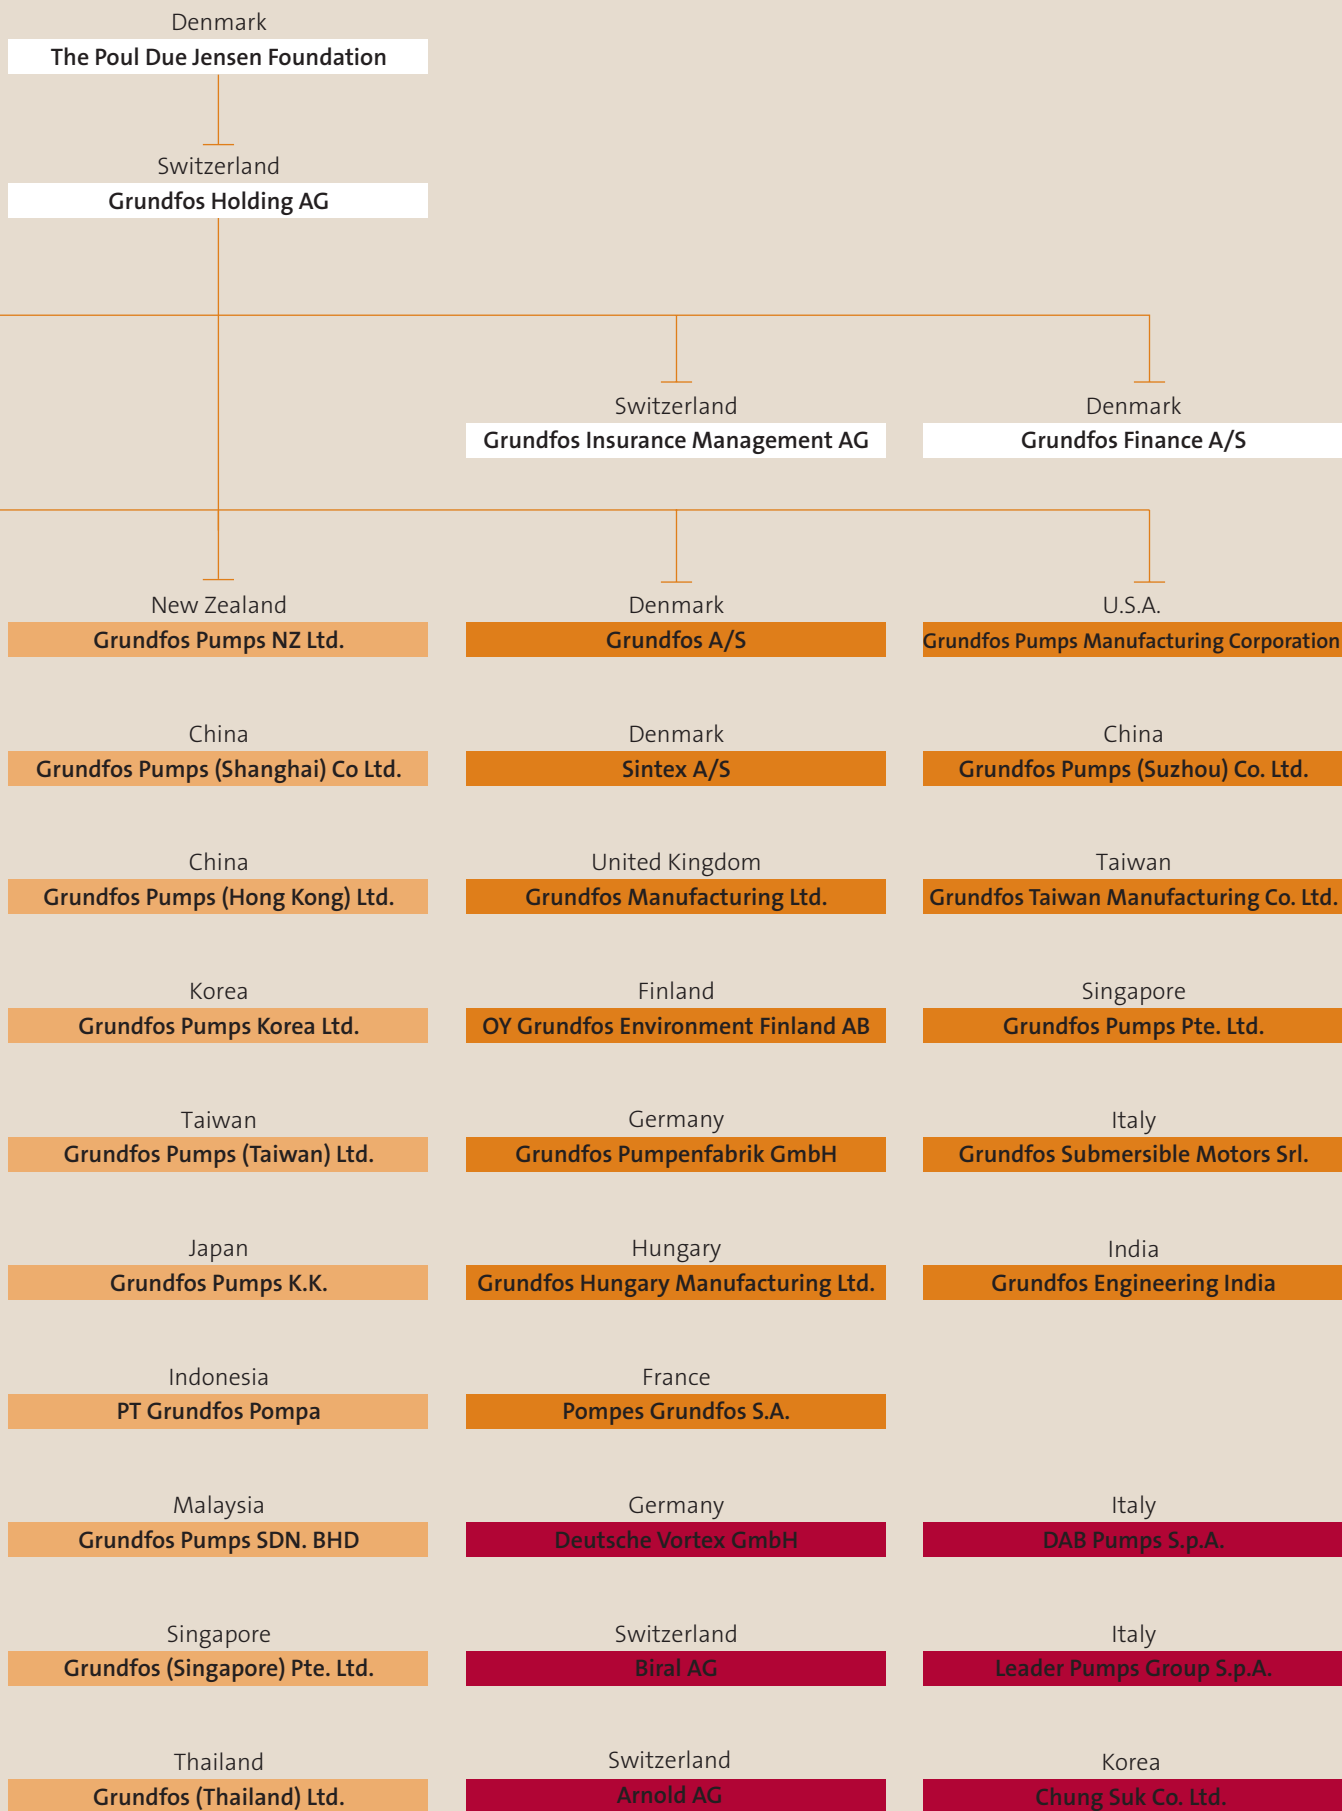 Denmark
The Poul Due Jensen Foundation
Switzerland
Grundfos Holding AG
Switzerland
Grundfos Insurance Management AG
Denmark
Grundfos Finance A/S
New Zealand
Grundfos Pumps NZ Ltd.
China
Grundfos Pumps (Shanghai) Co Ltd.
China
Grundfos Pumps (Hong Kong) Ltd.
Korea
Grundfos Pumps Korea Ltd.
Taiwan
Grundfos Pumps (Taiwan) Ltd.
Japan
Grundfos Pumps K.K.
Indonesia
PT Grundfos Pompa
Malaysia
Grundfos Pumps SDN. BHD
Singapore
Grundfos (Singapore) Pte. Ltd.
Thailand
Grundfos (Thailand) Ltd.
Denmark
Grundfos A/S
Denmark
Sintex A/S
United Kingdom
Grundfos Manufacturing Ltd.
Finland
OY Grundfos Environment Finland AB
Germany
Grundfos Pumpenfabrik GmbH
Hungary
Grundfos Hungary Manufacturing Ltd.
France
Pompes Grundfos S.A.
Germany
Deutsche Vortex GmbH
Switzerland
Biral AG
Switzerland
Arnold AG
U.S.A.
Grundfos Pumps Manufacturing Corporation
China
Grundfos Pumps (Suzhou) Co. Ltd.
Taiwan
Grundfos Taiwan Manufacturing Co. Ltd.
Singapore
Grundfos Pumps Pte. Ltd.
Italy
Grundfos Submersible Motors Srl.
India
Grundfos Engineering India
Italy
DAB Pumps S.p.A.
Italy
Leader Pumps Group S.p.A.
Korea
Chung Suk Co. Ltd.